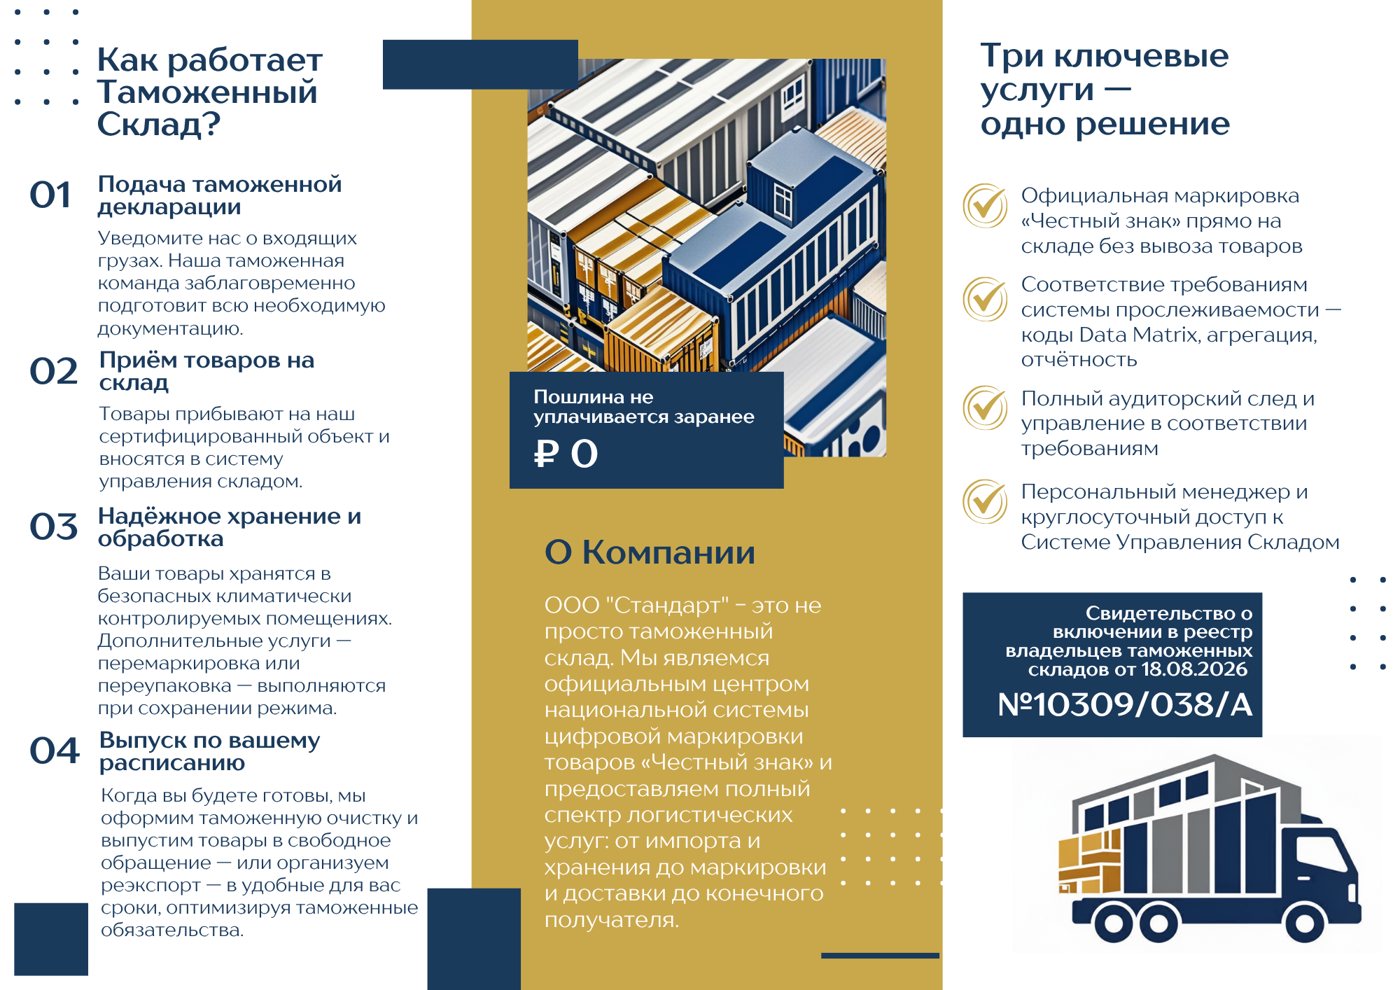 Как работает
Таможенный
Склад?
01
Подача таможенной
декларации
Уведомите нас о входящих
грузах. Наша таможенная
команда заблаговременно
подготовит всю необходимую
документацию.
02
Приём товаров на
склад
Товары прибывают на наш
сертифицированный объект и
вносятся в систему
управления складом.
03
Надёжное хранение и
обработка
Ваши товары хранятся в
безопасных климатически
контролируемых помещениях.
Дополнительные услуги —
перемаркировка или
переупаковка — выполняются
при сохранении режима.
04
Выпуск по вашему
расписанию
Когда вы будете готовы, мы
оформим таможенную очистку и
выпустим товары в свободное
обращение — или организуем
реэкспорт — в удобные для вас
сроки, оптимизируя таможенные
обязательства.
Пошлина не
уплачивается заранее
₽ 0
О Компании
ООО "Стандарт" – это не
просто таможенный
склад. Мы являемся
официальным центром
национальной системы
цифровой маркировки
товаров «Честный знак» и
предоставляем полный
спектр логистических
услуг: от импорта и
хранения до маркировки
и доставки до конечного
получателя.
Три ключевые
услуги —
одно решение
Официальная маркировка
«Честный знак» прямо на
складе без вывоза товаров
Соответствие требованиям
системы прослеживаемости —
коды Data Matrix, агрегация,
отчётность
Полный аудиторский след и
управление в соответствии
требованиям
Персональный менеджер и
круглосуточный доступ к
Системе Управления Складом
Свидетельство о
включении в реестр
владельцев таможенных
складов от 18.08.2026
№10309/038/А